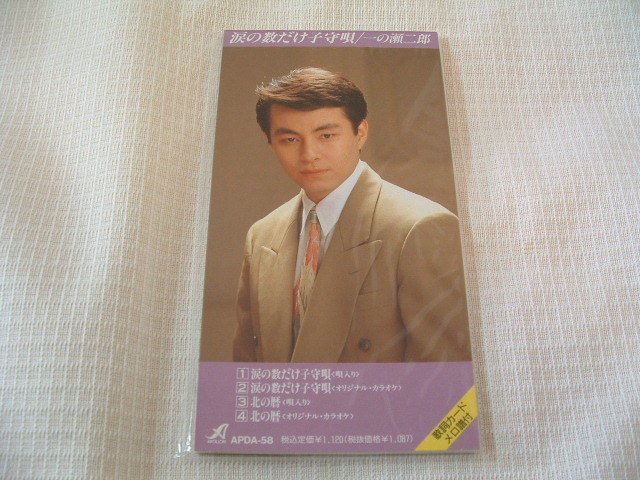 涙の数だけ子守唄/一の瀬二郎
1 涙の数だけ子守唄〈唄入り〉
2 涙の数だけ子守唄〈オリジナル・カラオケ〉
3 北の暦〈唄入り〉
4 北の暦〈オリジナル・カラオケ〉
APOLLON
APDA-58 税込定価¥1,120(税抜価格¥1,087)
歌詞カード
メロ譜付